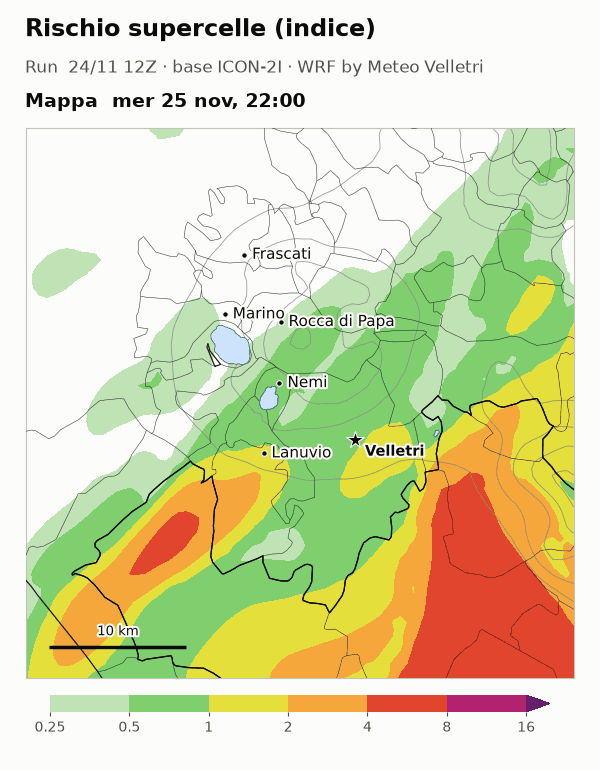 Rischio supercelle (indice)
Run  24/11 12Z · base ICON-2I · WRF by Meteo Velletri
Mappa  mer 25 nov, 22:00
Frascati
Marino
Rocca di Papa
Nemi
Velletri
Lanuvio
10 km
0.25 0.5 1 2 4 8 16